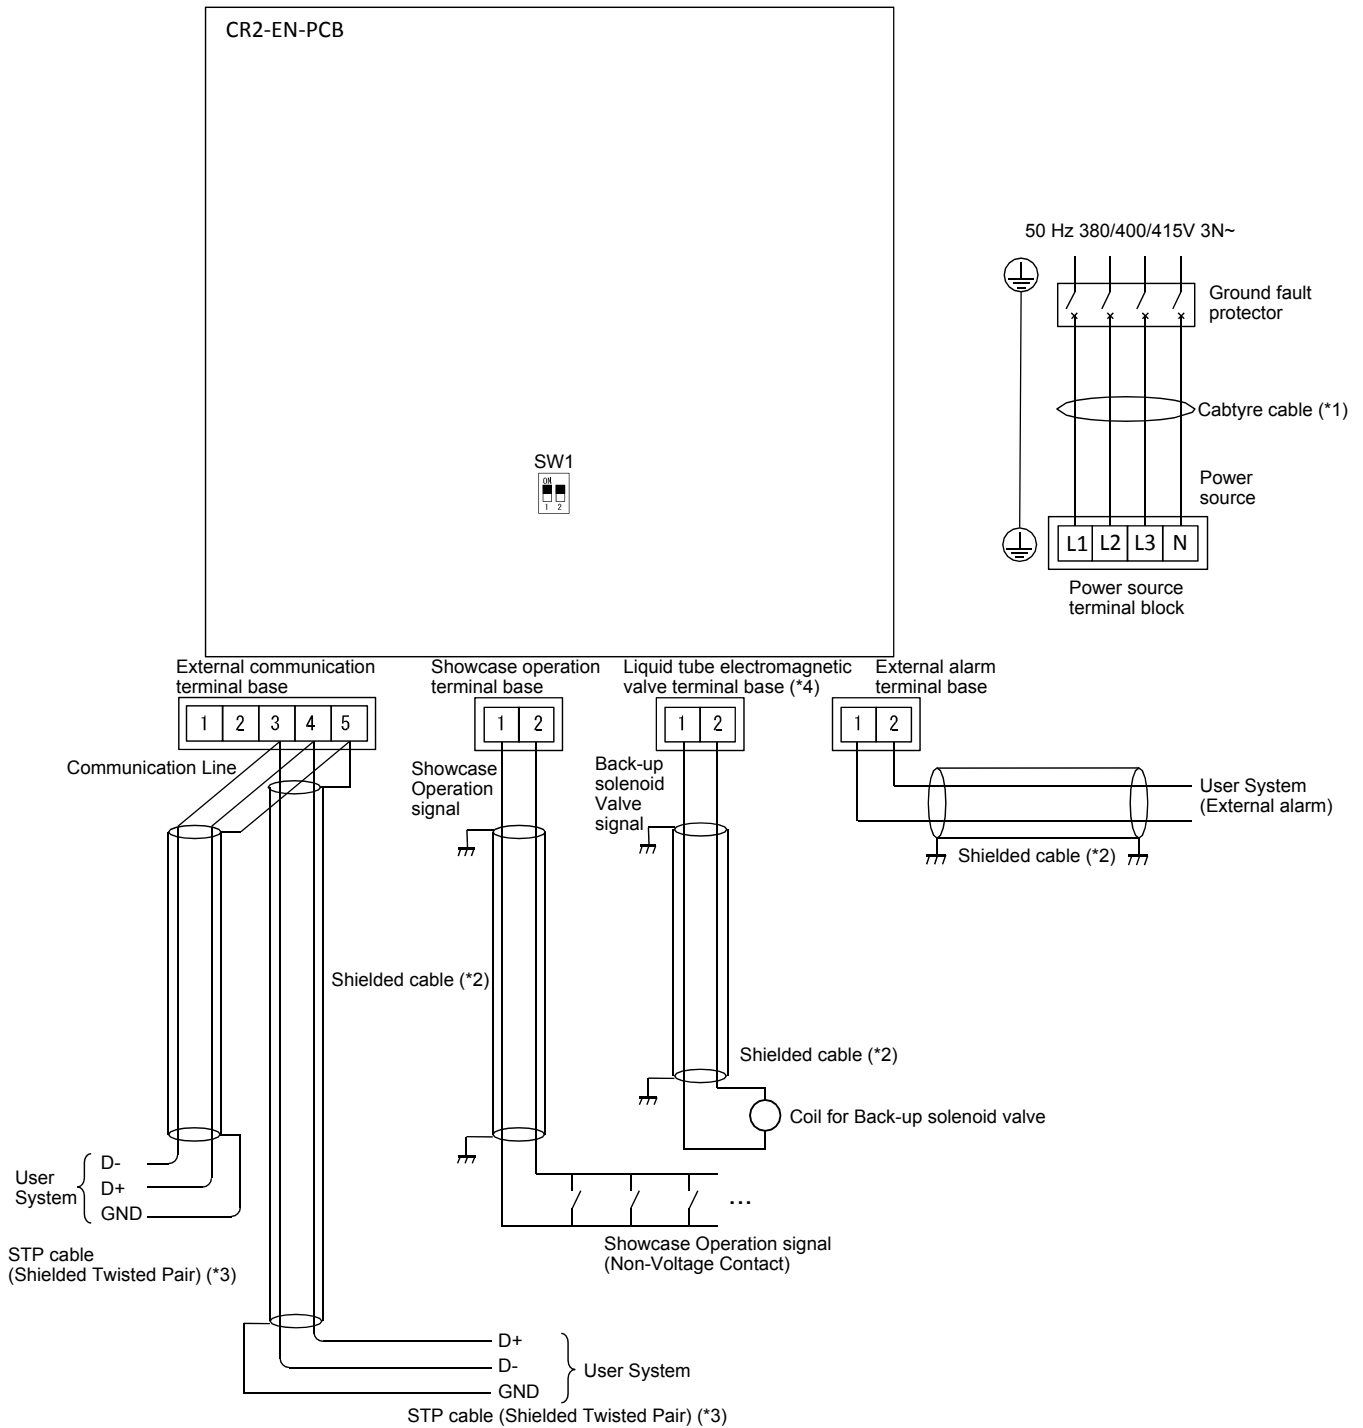 CR2-EN-PCB
50 Hz 380/400/415V 3N~
Ground fault
protector
Cabtyre cable (*1)
SW1
ON
1 2
Power
source
L1 L2 L3 N
Power source
terminal block
External communication
terminal base
Showcase operation
terminal base
Liquid tube electromagnetic
valve terminal base (*4)
External alarm
terminal base
1 2 3 4 5
1 2
1 2
1 2
Communication Line
Showcase
Operation
signal
Back-up
solenoid
Valve
signal
User System
(External alarm)
Shielded cable (*2)
Shielded cable (*2)
Shielded cable (*2)
Coil for Back-up solenoid valve
User
System
D-
D+
GND
...
Showcase Operation signal
(Non-Voltage Contact)
STP cable
(Shielded Twisted Pair) (*3)
D+
D-
GND
User System
STP cable (Shielded Twisted Pair) (*3)